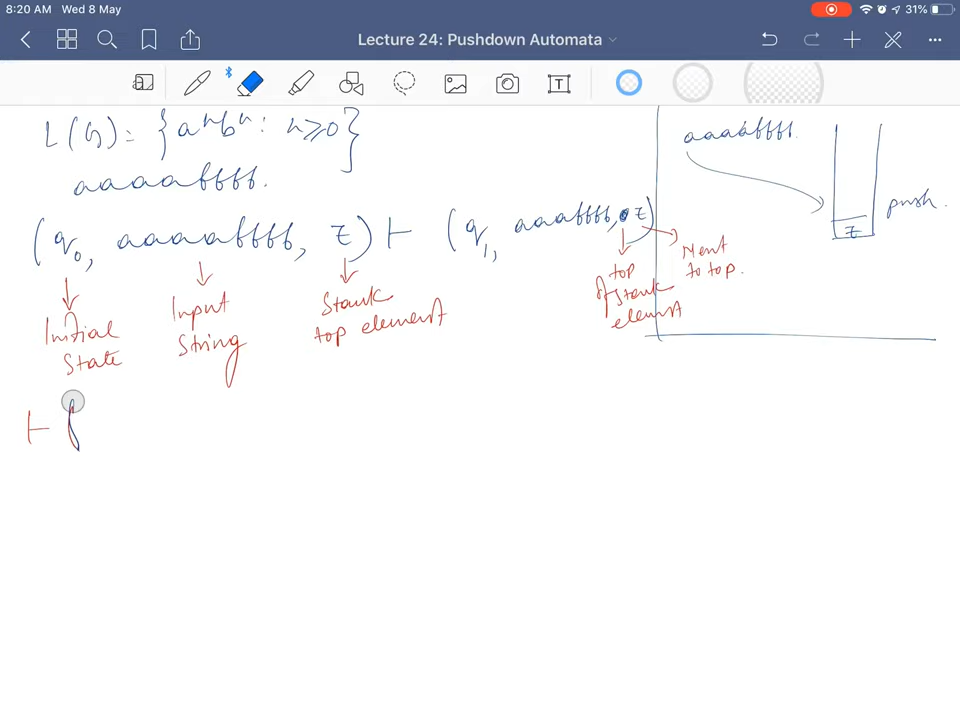 8:20 AM Wed 8 May
31%
Lecture 24: Pushdown Automata
L(G) = { aⁿbⁿ : n ≥ 0 }
aaaabbbb.
(q₀, aaaabbbb, z) ⊢ (q₁, aaabbbb, z)
Initial State
Input String
Stack top element
top of stack element
Next to top.
⊢ (
aaaabbbb.
push.
z